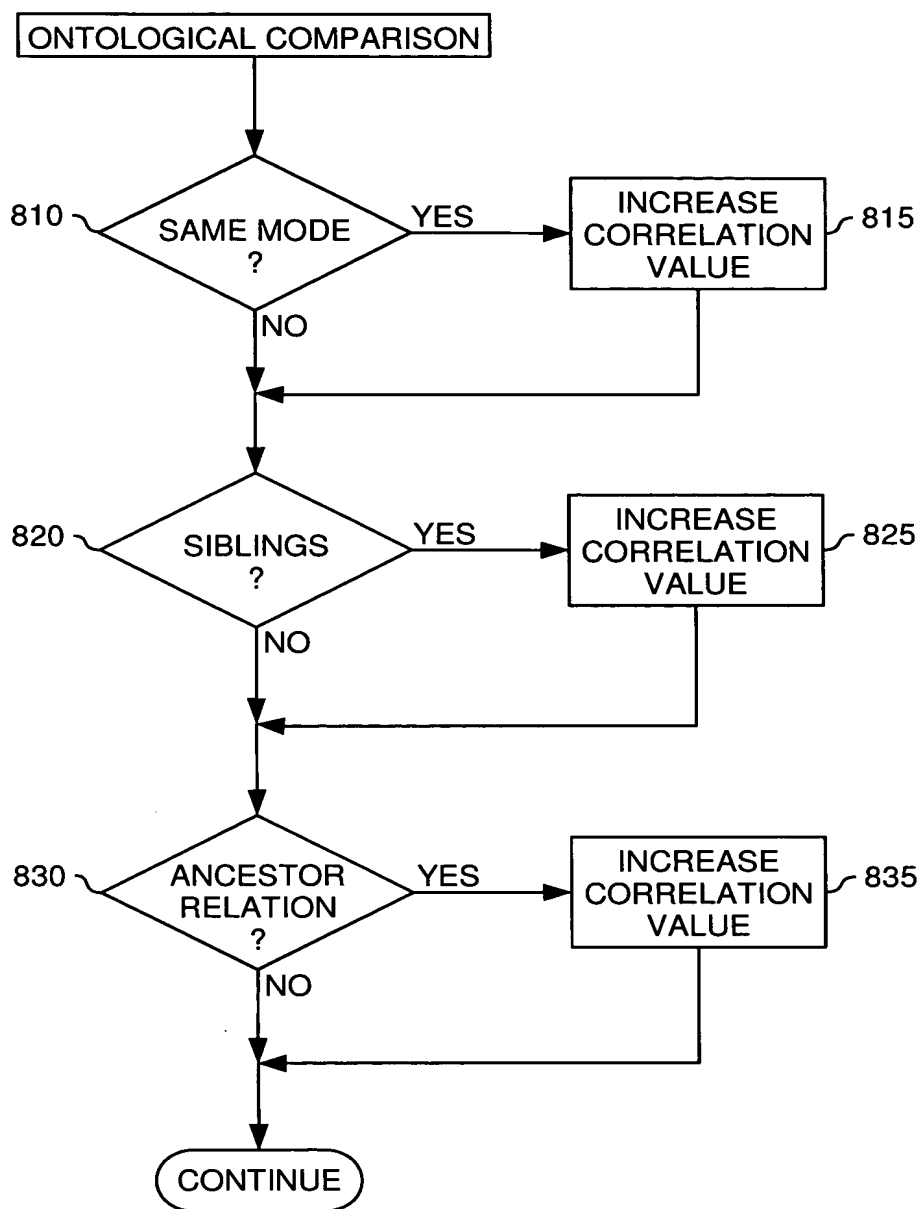 ONTOLOGICAL COMPARISON
810
SAME MODE
?
YES
INCREASE
CORRELATION
VALUE
815
NO
820
SIBLINGS
?
YES
INCREASE
CORRELATION
VALUE
825
NO
830
ANCESTOR
RELATION
?
YES
INCREASE
CORRELATION
VALUE
835
NO
CONTINUE